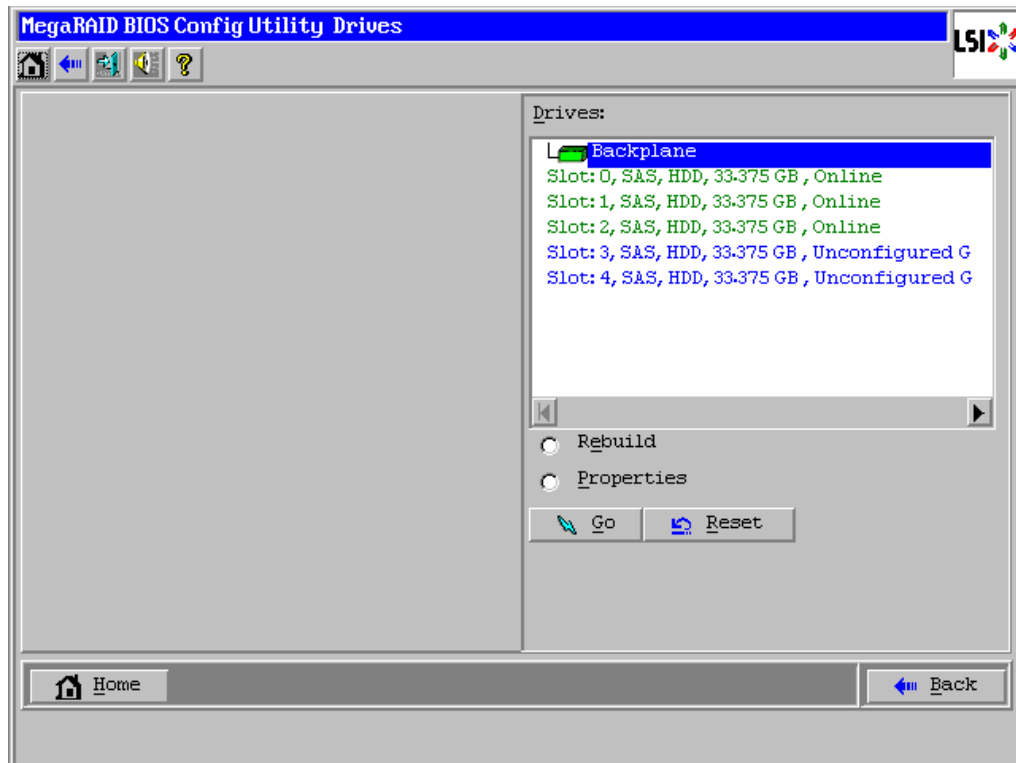 MegaRAID BIOS Config Utility Drives
LSI
Drives:
Backplane
Slot: 0, SAS, HDD, 33.375 GB , Online
Slot: 1, SAS, HDD, 33.375 GB , Online
Slot: 2, SAS, HDD, 33.375 GB , Online
Slot: 3, SAS, HDD, 33.375 GB , Unconfigured G
Slot: 4, SAS, HDD, 33.375 GB , Unconfigured G
Rebuild
Properties
Go Reset
Home Back